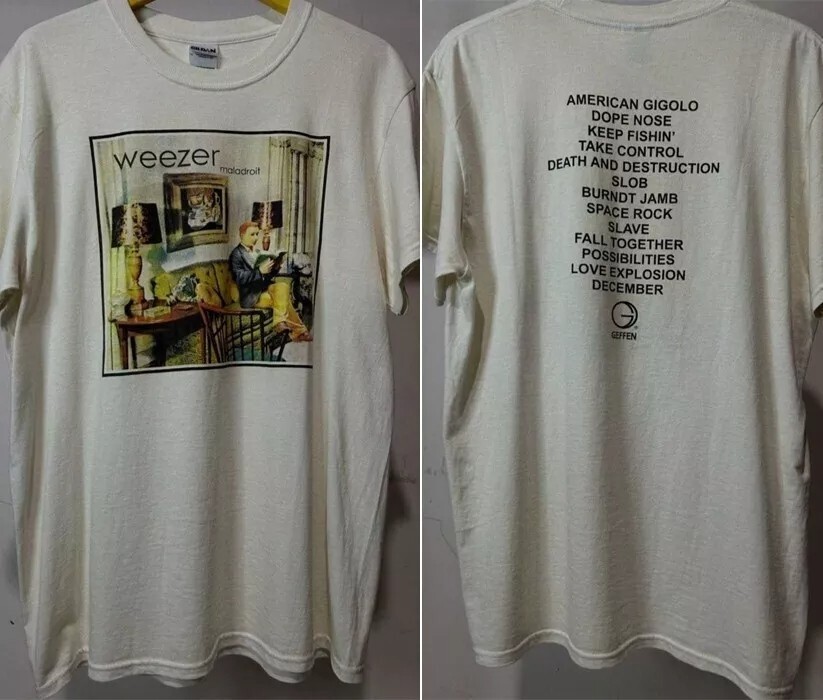 GILDAN
weezer
maladroit
AMERICAN GIGOLO
DOPE NOSE
KEEP FISHIN'
TAKE CONTROL
DEATH AND DESTRUCTION
SLOB
BURNDT JAMB
SPACE ROCK
SLAVE
FALL TOGETHER
POSSIBILITIES
LOVE EXPLOSION
DECEMBER
GEFFEN